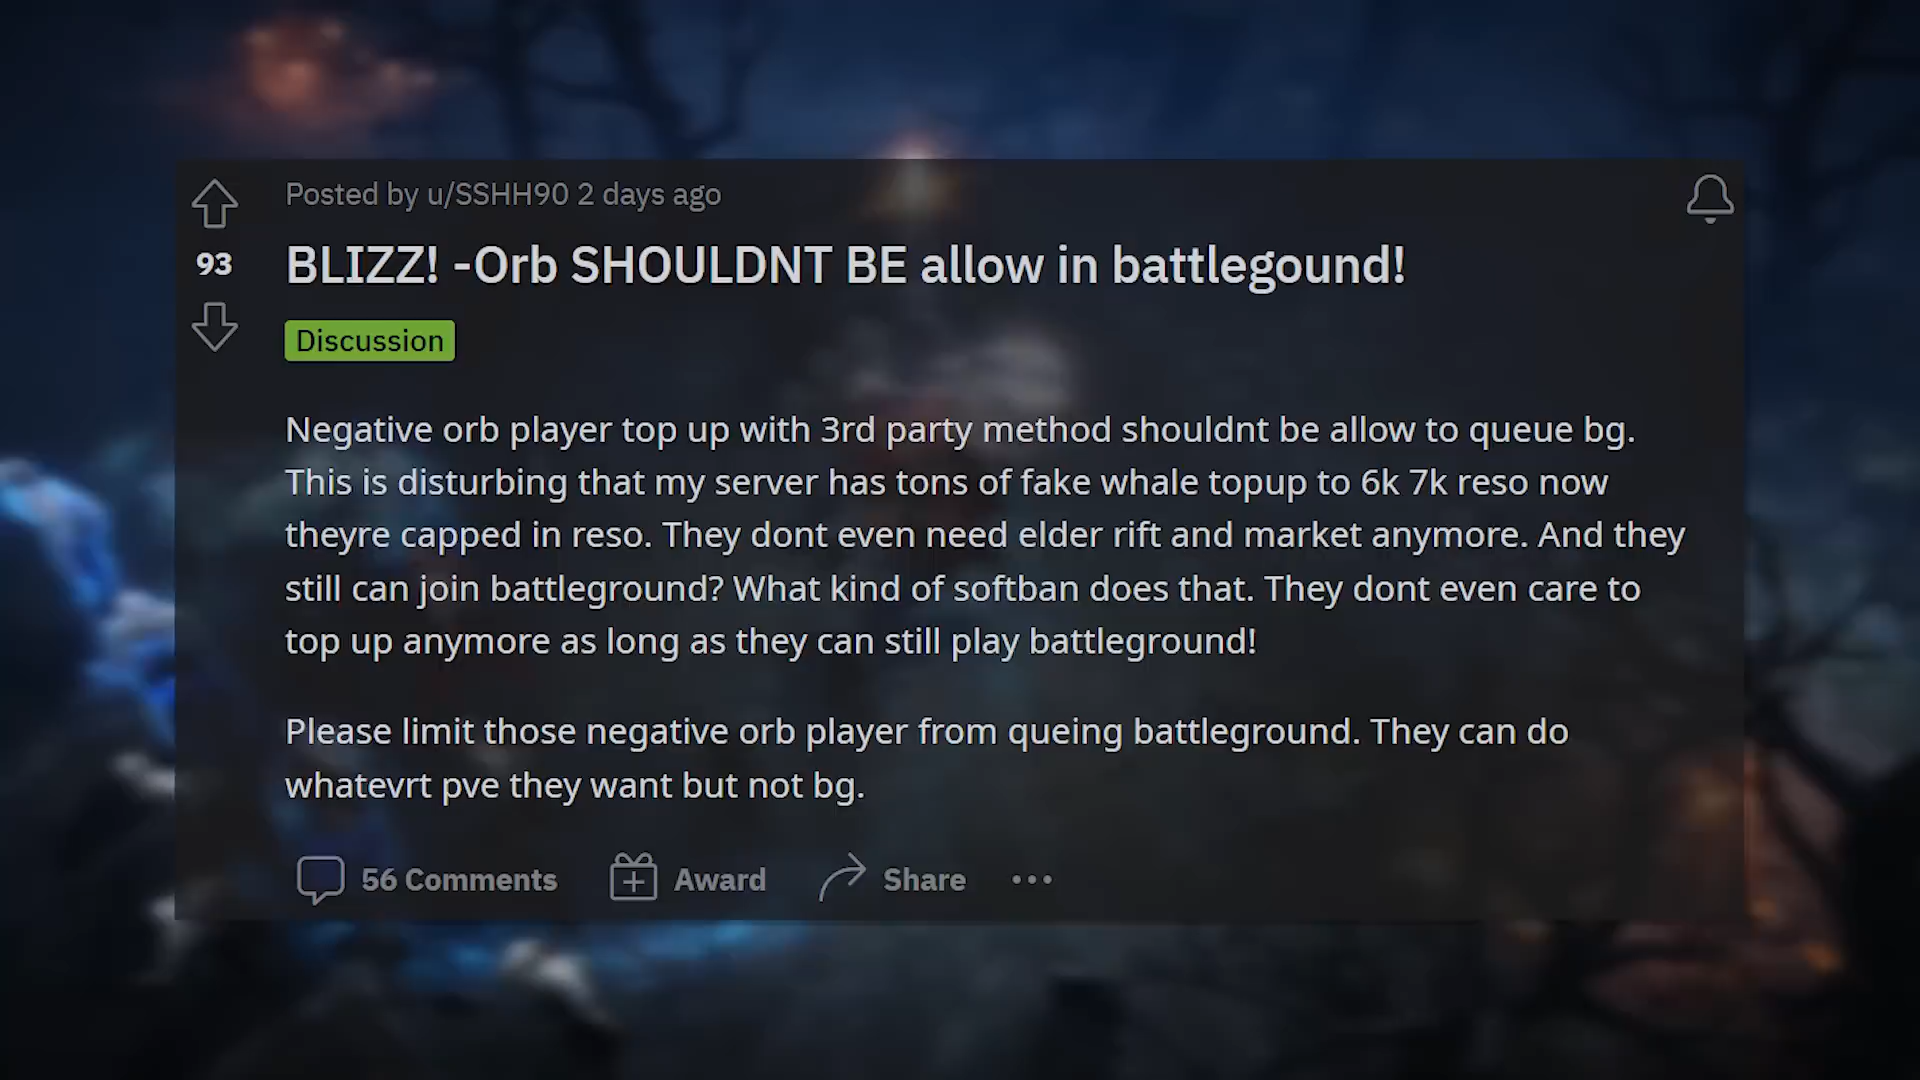 Posted by u/SSHH90 2 days ago
93
BLIZZ! -Orb SHOULDNT BE allow in battlegound!
Discussion
Negative orb player top up with 3rd party method shouldnt be allow to queue bg.
This is disturbing that my server has tons of fake whale topup to 6k 7k reso now
theyre capped in reso. They dont even need elder rift and market anymore. And they
still can join battleground? What kind of softban does that. They dont even care to
top up anymore as long as they can still play battleground!
Please limit those negative orb player from queing battleground. They can do
whatevrt pve they want but not bg.
56 Comments Award Share